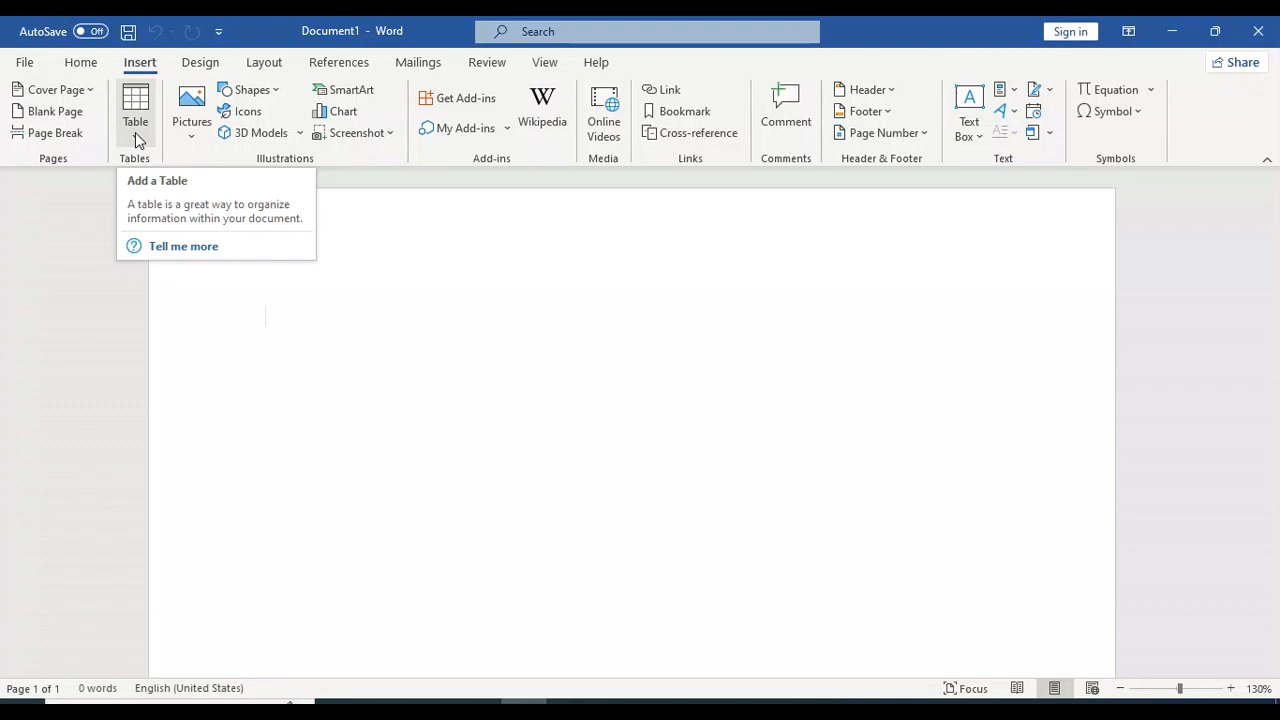 AutoSave Off Document1 - Word Search Sign in
File Home Insert Design Layout References Mailings Review View Help Share
Cover Page
Blank Page
Page Break
Pages
Table
Tables
Pictures
Shapes
Icons
3D Models
SmartArt
Chart
Screenshot
Illustrations
Get Add-ins
My Add-ins
W
Wikipedia
Add-ins
Online
Videos
Media
Link
Bookmark
Cross-reference
Links
Comment
Comments
Header
Footer
Page Number
Header & Footer
Text
Box
Text
Equation
Symbol
Symbols
Add a Table
A table is a great way to organize
information within your document.
Tell me more
Page 1 of 1 0 words English (United States) Focus 130%